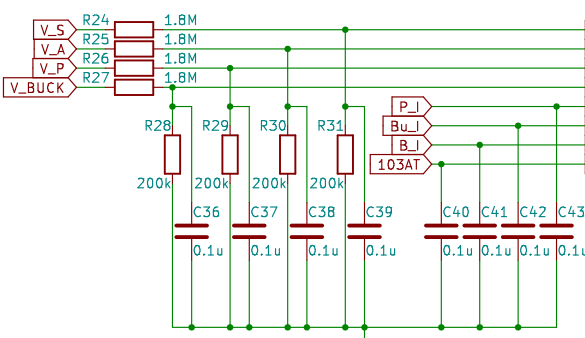 V_S R24 1.8M
V_A R25 1.8M
V_P R26 1.8M
V_BUCK R27 1.8M
P_I
R28 R29 R30 R31 Bu_I
B_I
103AT
200k 200k 200k 200k
C36 C37 C38 C39 C40 C41 C42 C43
0.1u 0.1u 0.1u 0.1u 0.1u 0.1u 0.1u 0.1u